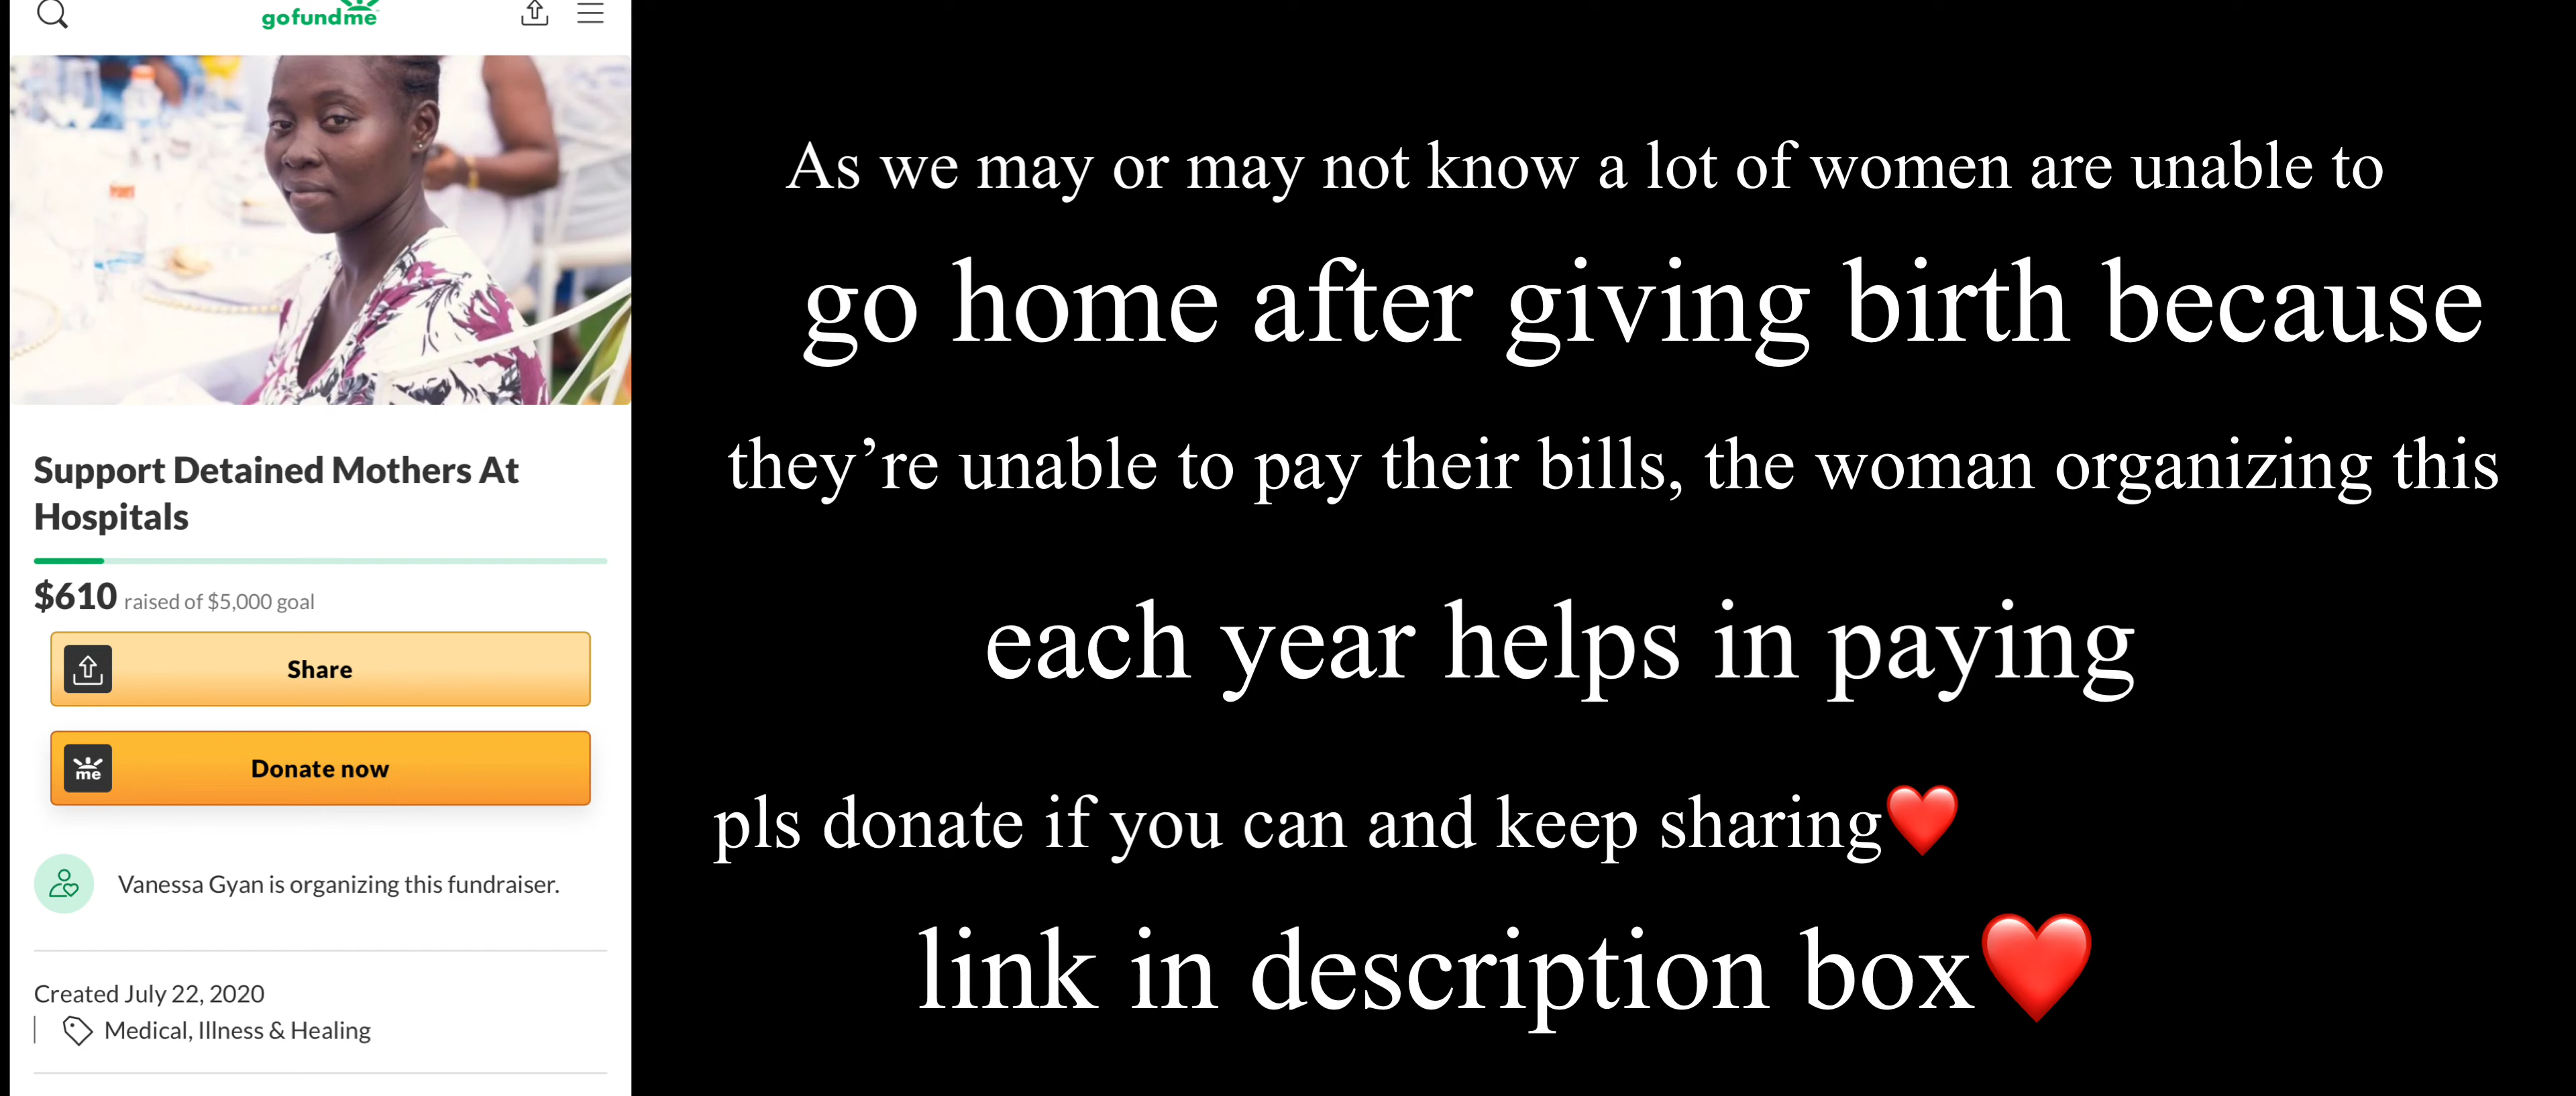 gofundme
Support Detained Mothers At
Hospitals
$610 raised of $5,000 goal
Share
me
Donate now
Vanessa Gyan is organizing this fundraiser.
Created July 22, 2020
Medical, Illness & Healing
As we may or may not know a lot of women are unable to
go home after giving birth because
they’re unable to pay their bills, the woman organizing this
each year helps in paying
pls donate if you can and keep sharing❤️
link in description box❤️